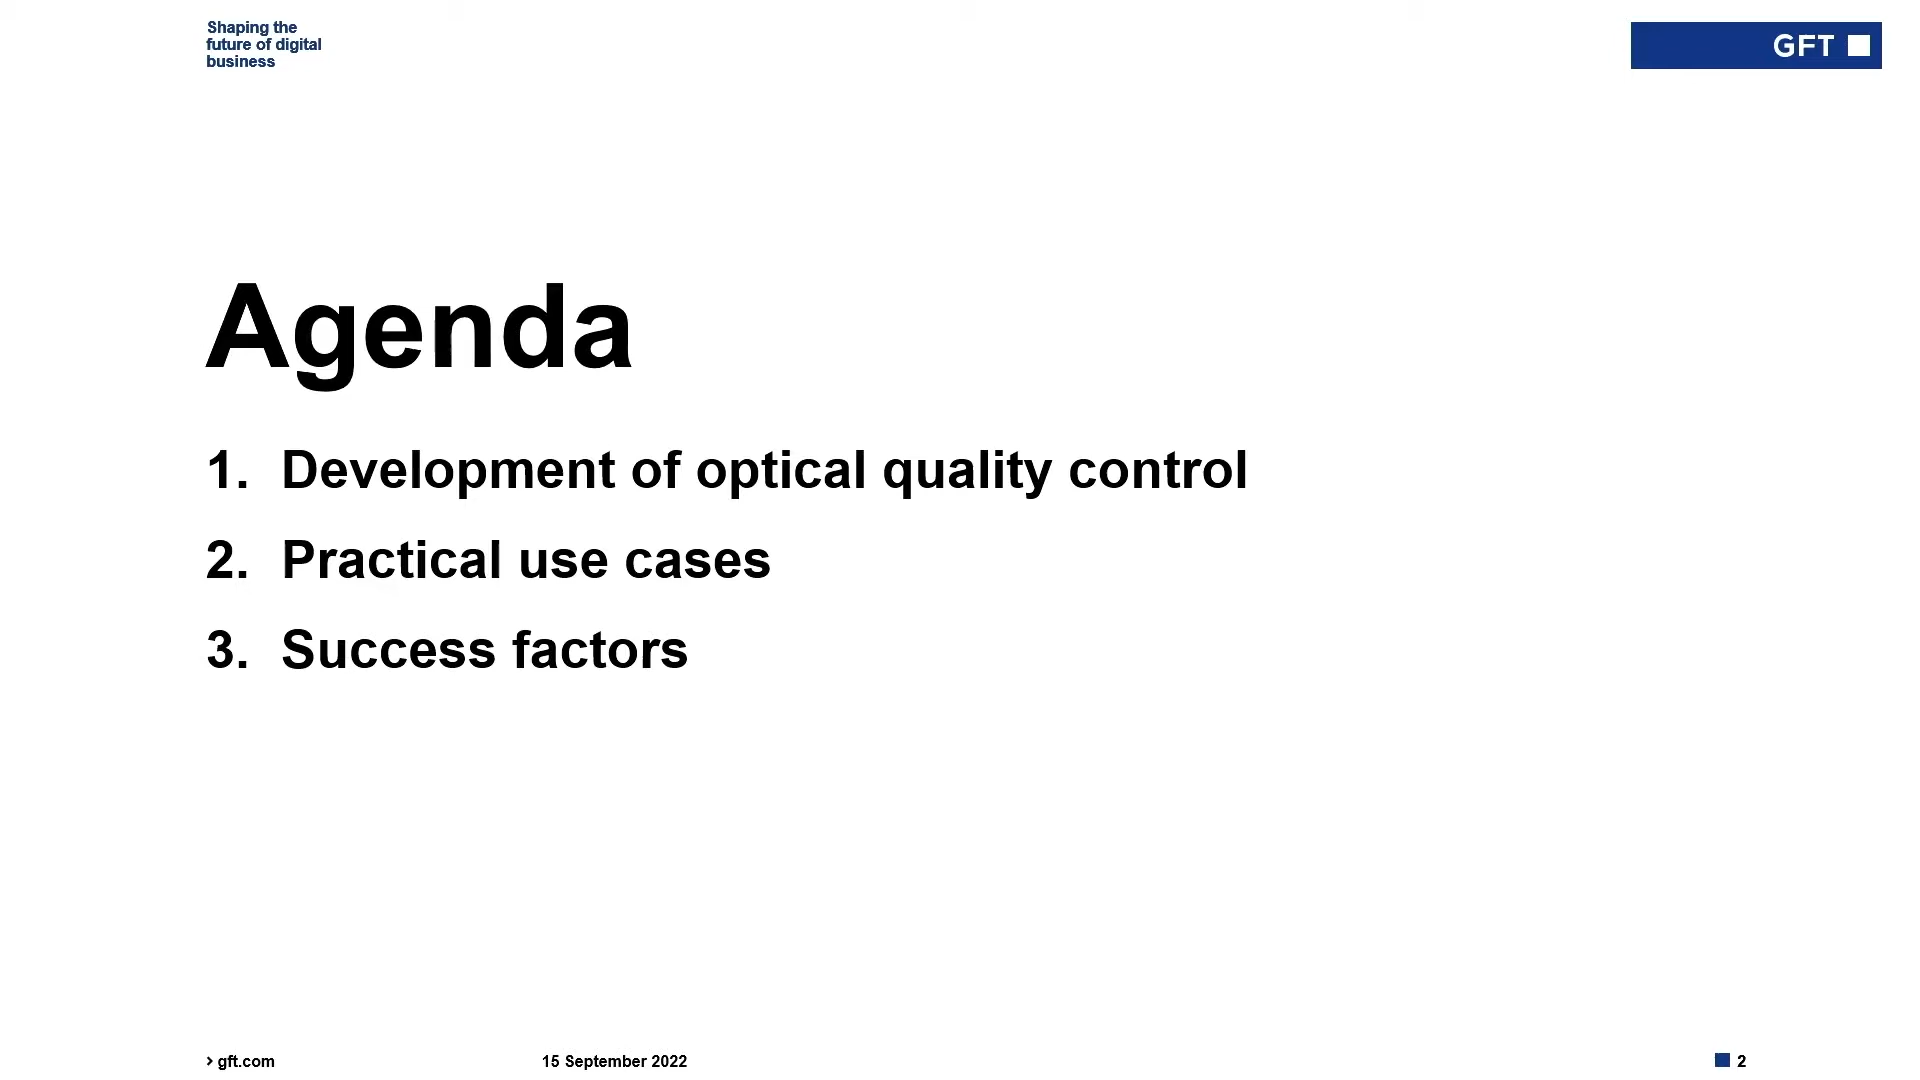 Shaping the
future of digital
business
GFT
Agenda
1. Development of optical quality control
2. Practical use cases
3. Success factors
> gft.com
15 September 2022
2